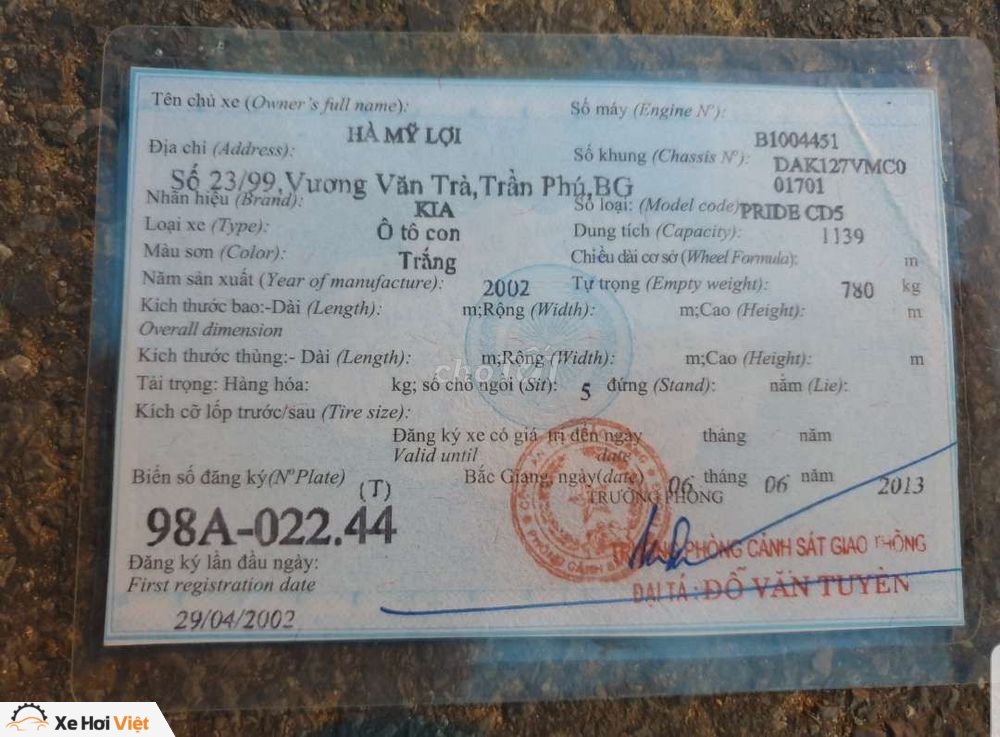 Tên chủ xe (Owner's full name):
HÀ MỸ LỢI
Số máy (Engine Nº):
B1004451
Địa chỉ (Address):
Số 23/99,Vương Văn Trà,Trần Phú,BG
Số khung (Chassis Nº):
DAK127VMC0
01701
Nhãn hiệu (Brand):
KIA
Số loại: (Model code)
PRIDE CD5
Loại xe (Type):
Ô tô con
Dung tích (Capacity):
1139
Màu sơn (Color):
Trắng
Chiều dài cơ sở (Wheel Formula): m
Năm sản xuất (Year of manufacture): 2002
Tự trọng (Empty weight): 780 kg
Kích thước bao:-Dài (Length): m;Rộng (Width): m;Cao (Height): m
Overall dimension
Kích thước thùng:- Dài (Length): m;Rộng (Width): m;Cao (Height): m
Tải trọng: Hàng hóa: kg; số chỗ ngồi (Sit): 5 đứng (Stand): nằm (Lie):
Kích cỡ lốp trước/sau (Tire size):
Đăng ký xe có giá trị đến ngày tháng năm
Valid until date
Biển số đăng ký(NºPlate)
Bắc Giang, ngày(date) 06 tháng 06 năm 2013
(T)
TRƯỞNG PHÒNG
98A-022.44
PHÒNG CẢNH SÁT GIAO THÔNG
Đăng ký lần đầu ngày:
First registration date
ĐẠI TÁ : ĐỖ VĂN TUYÊN
29/04/2002
Xe Hơi Việt